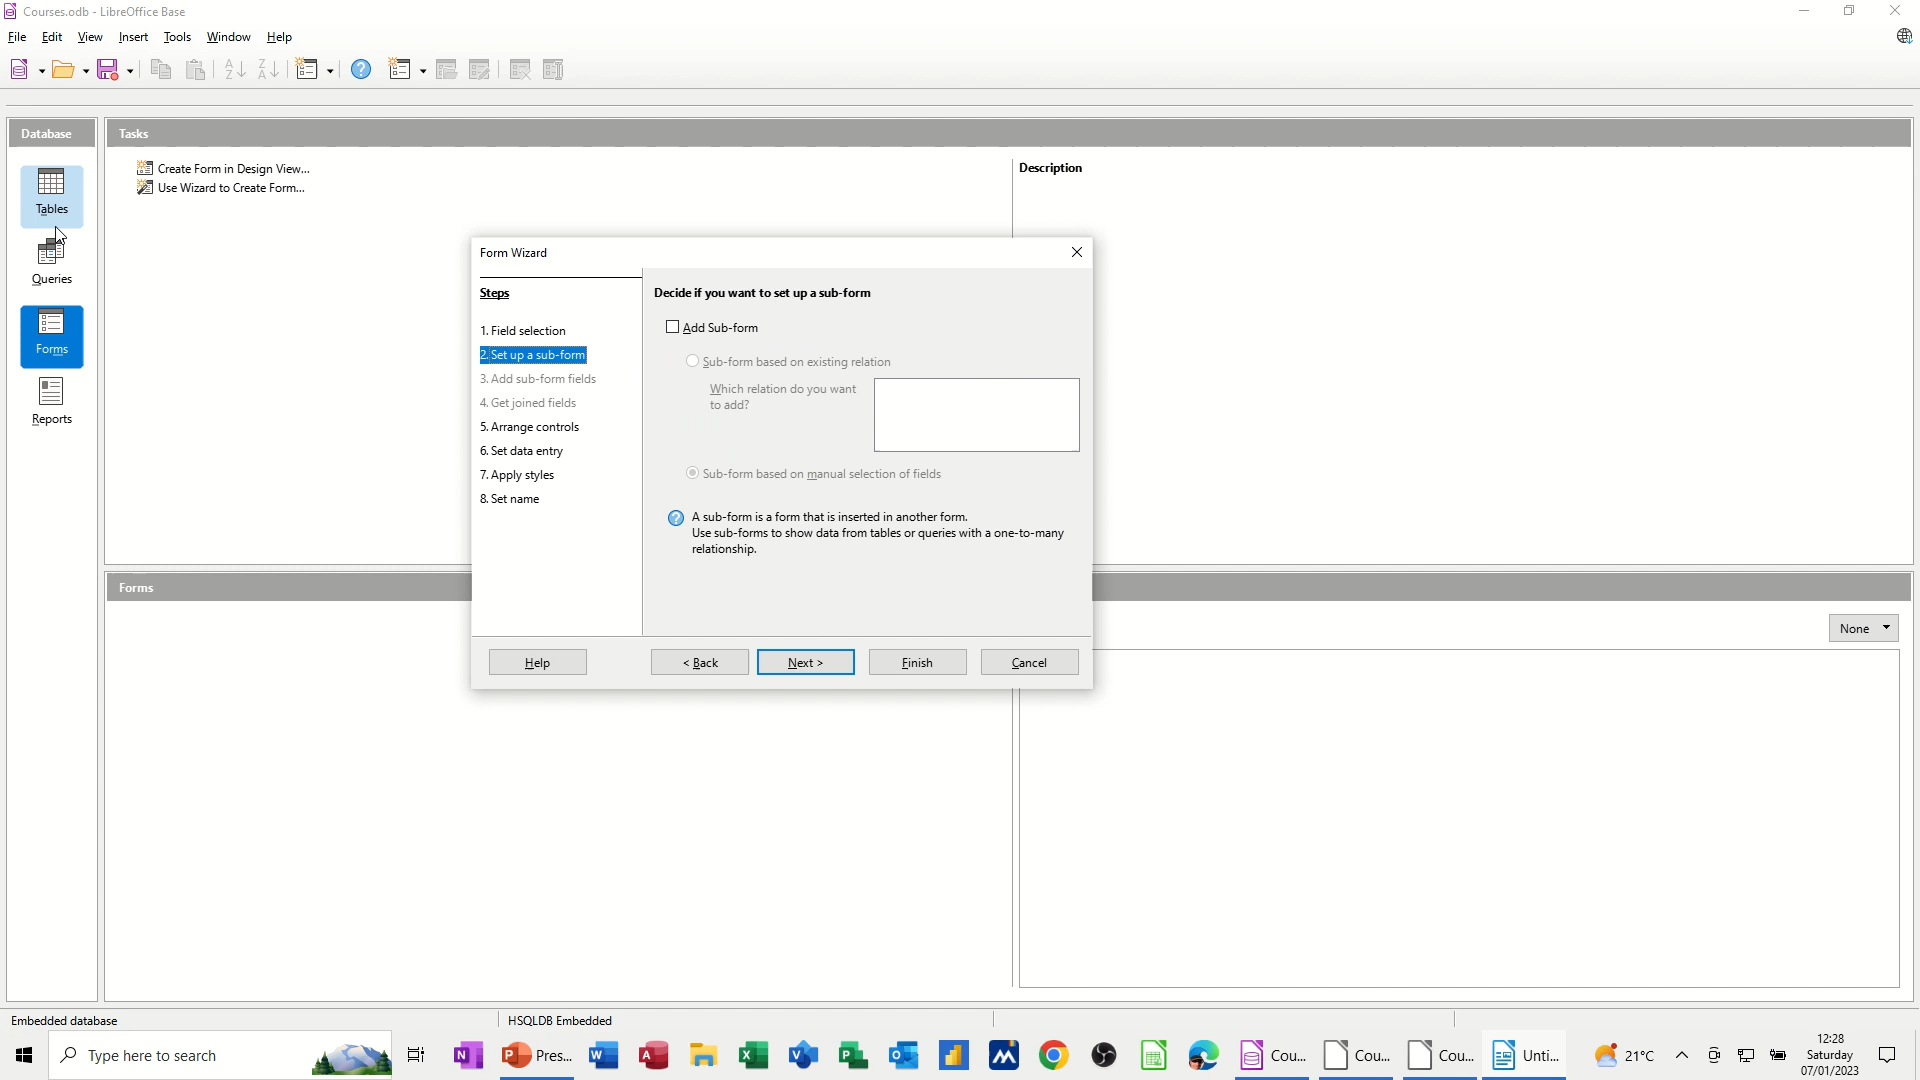 Courses.odb - LibreOffice Base
File Edit View Insert Tools Window Help
Database
Tasks
Tables
Queries
Forms
Reports
Create Form in Design View...
Use Wizard to Create Form...
Description
Form Wizard
Steps
1. Field selection
2. Set up a sub-form
3. Add sub-form fields
4. Get joined fields
5. Arrange controls
6. Set data entry
7. Apply styles
8. Set name
Decide if you want to set up a sub-form
Add Sub-form
Sub-form based on existing relation
Which relation do you want
to add?
Sub-form based on manual selection of fields
A sub-form is a form that is inserted in another form.
Use sub-forms to show data from tables or queries with a one-to-many
relationship.
Help < Back Next > Finish Cancel
Forms
None
Embedded database HSQLDB Embedded
Type here to search
Pres...
Cou...
Cou...
Cou...
Unti...
21°C
12:28
Saturday
07/01/2023